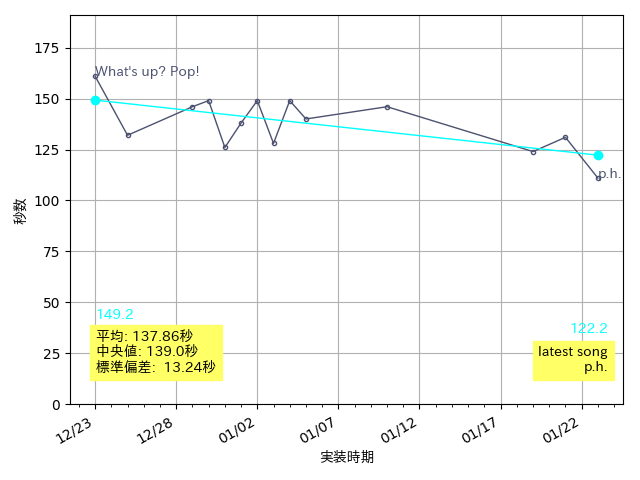 175
150
125
100
75
50
25
0
秒数
What's up? Pop!
p.h.
149.2
平均: 137.86秒
中央値: 139.0秒
標準偏差: 13.24秒
122.2
latest song
p.h.
12/23
12/28
01/02
01/07
01/12
01/17
01/22
実装時期